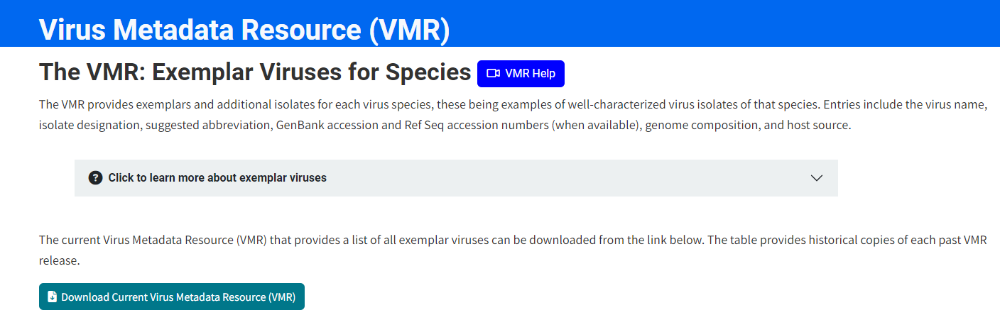 Virus Metadata Resource (VMR)
The VMR: Exemplar Viruses for Species VMR Help
The VMR provides exemplars and additional isolates for each virus species, these being examples of well-characterized virus isolates of that species. Entries include the virus name,
isolate designation, suggested abbreviation, GenBank accession and Ref Seq accession numbers (when available), genome composition, and host source.
Click to learn more about exemplar viruses
The current Virus Metadata Resource (VMR) that provides a list of all exemplar viruses can be downloaded from the link below. The table provides historical copies of each past VMR
release.
Download Current Virus Metadata Resource (VMR)